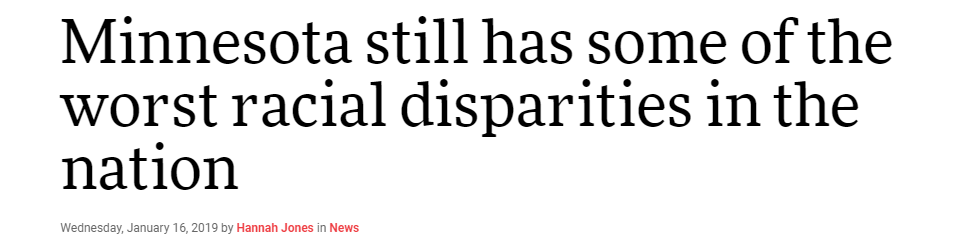 Minnesota still has some of the
worst racial disparities in the
nation
Wednesday, January 16, 2019 by Hannah Jones in News